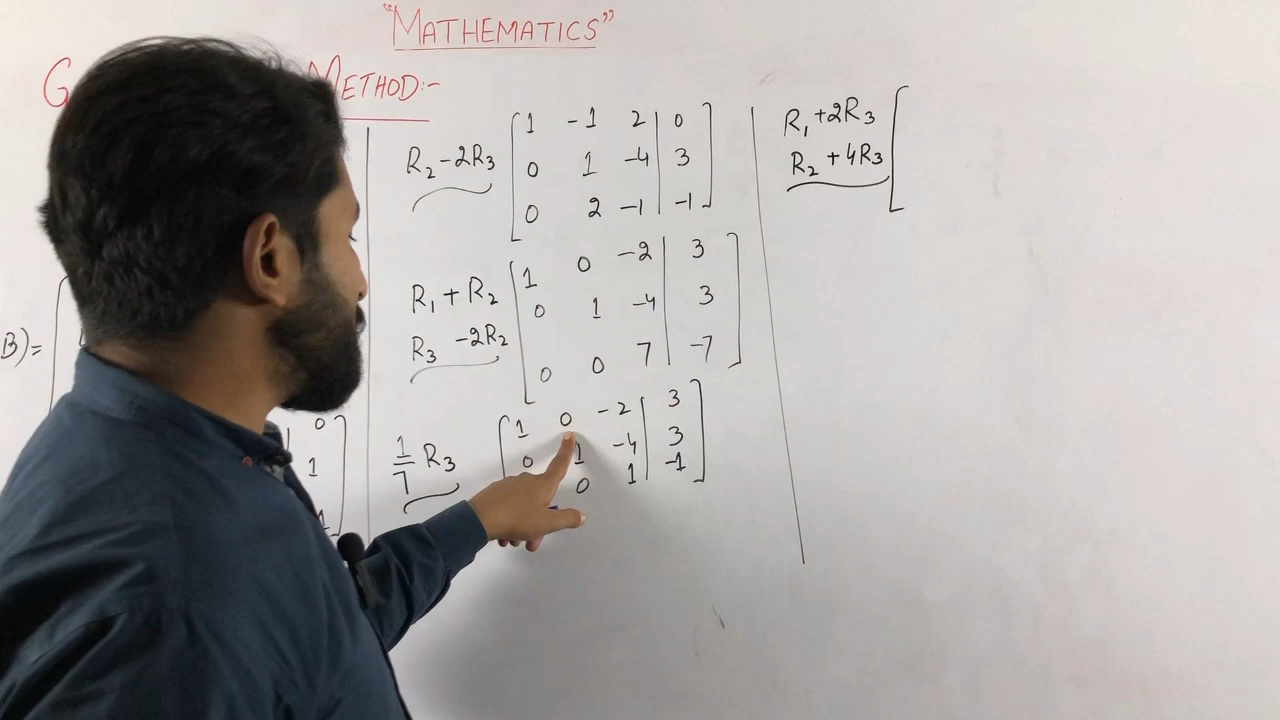 "MATHEMATICS"
G METHOD:-
B)=
0
1
R₂ -2R₃
1 -1 2 | 0
0 1 -4 | 3
0 2 -1 | -1
R₁ + R₂
R₃ -2R₂
1 0 -2 | 3
0 1 -4 | 3
0 0 7 | -7
1/7 R₃
1 0 -2 | 3
0 1 -4 | 3
0 1 | -1
R₁ +2R₃
R₂ + 4R₃